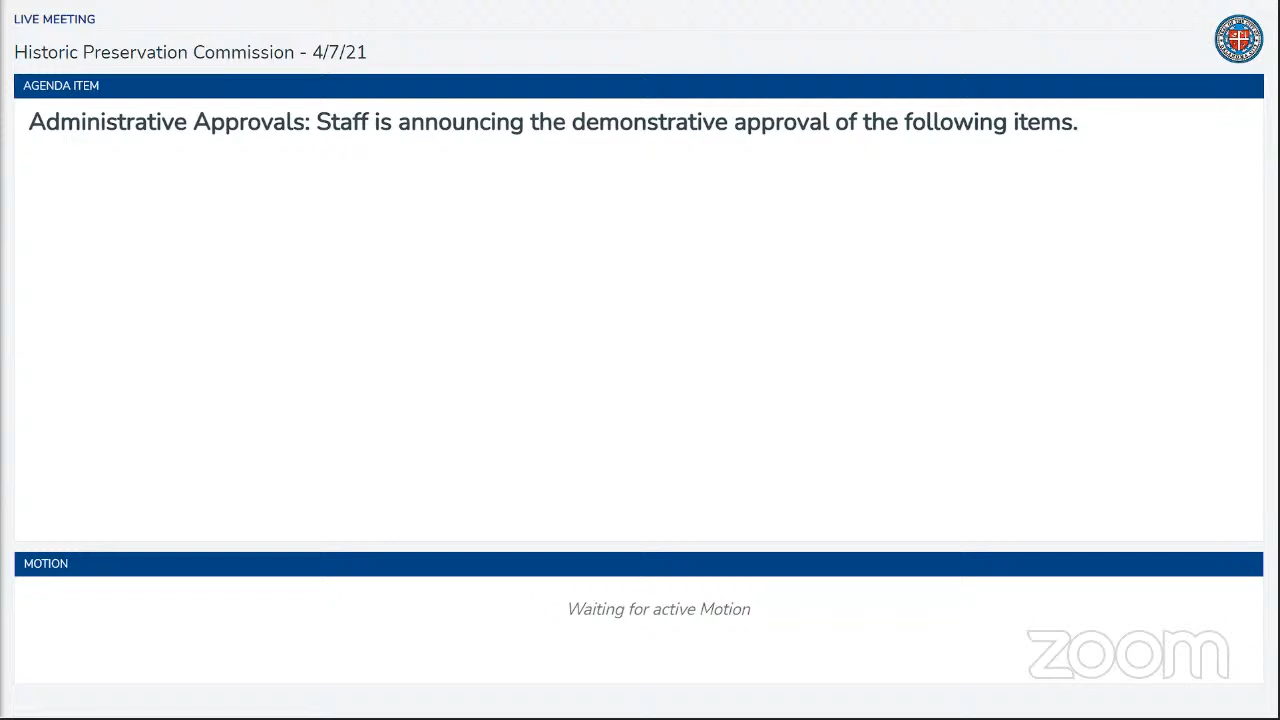 LIVE MEETING
Historic Preservation Commission - 4/7/21
AGENDA ITEM
Administrative Approvals: Staff is announcing the demonstrative approval of the following items.
MOTION
Waiting for active Motion
zoom